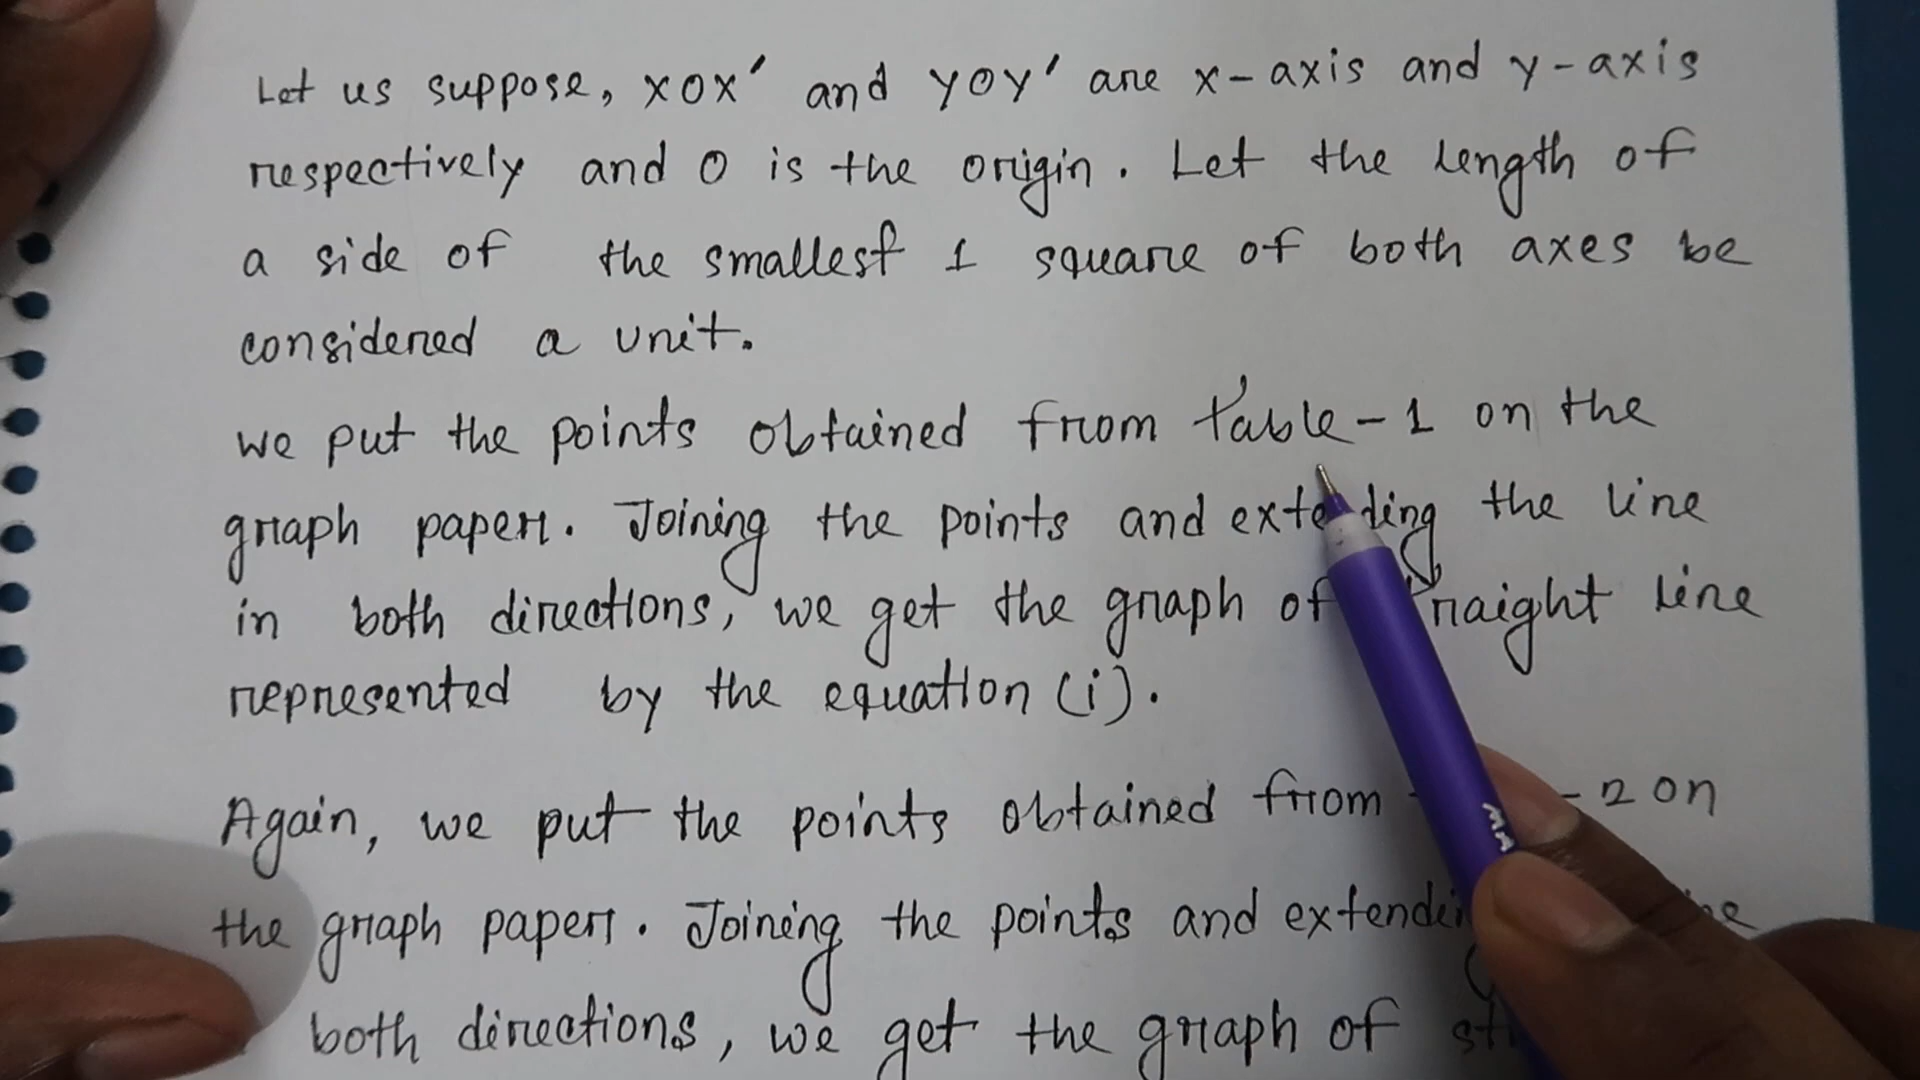 Let us suppose, XOX' and YOY' are x-axis and y-axis
respectively and O is the origin. Let the length of
a side of the smallest 1 square of both axes be
considered a unit.
We put the points obtained from table-1 on the
graph paper. Joining the points and extending the line
in both directions, we get the graph of straight line
represented by the equation (i).
Again, we put the points obtained from -2 on
the graph paper. Joining the points and extending
both directions, we get the graph of